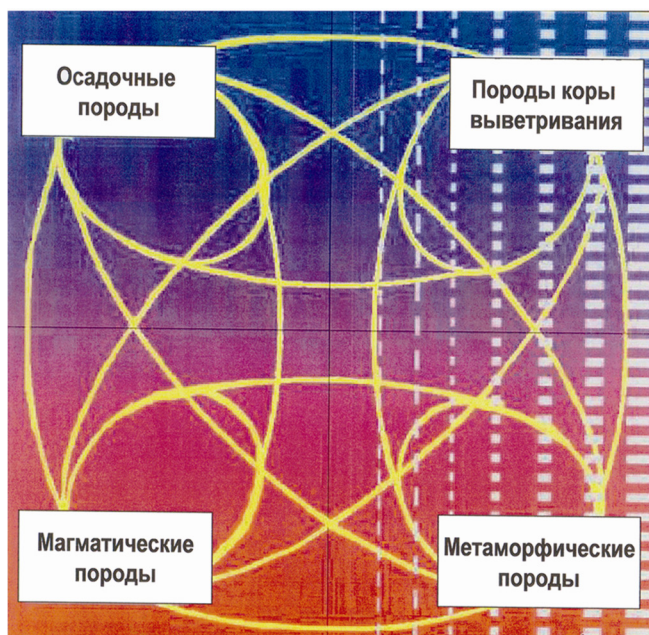 Осадочные
породы
Породы коры
выветривания
Магматические
породы
Метаморфические
породы